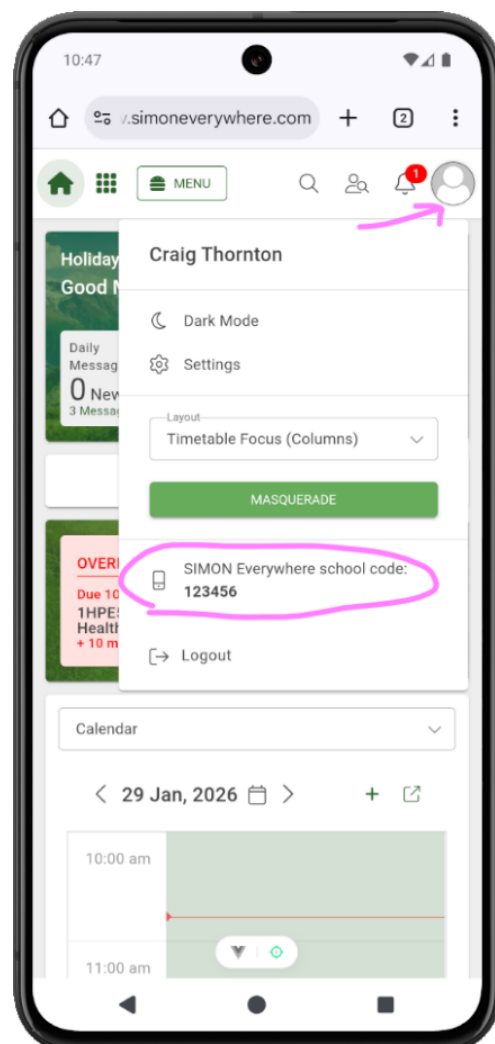 10:47
.simoneverywhere.com
2
MENU
1
Craig Thornton
Holiday
Good
Dark Mode
Daily
Messag
Settings
0 New
3 Messag
Layout
Timetable Focus (Columns)
MASQUERADE
SIMON Everywhere school code:
123456
OVER
Due 10
1HPE
Health
+ 10 m
Logout
Calendar
29 Jan, 2026
10:00 am
11:00 am